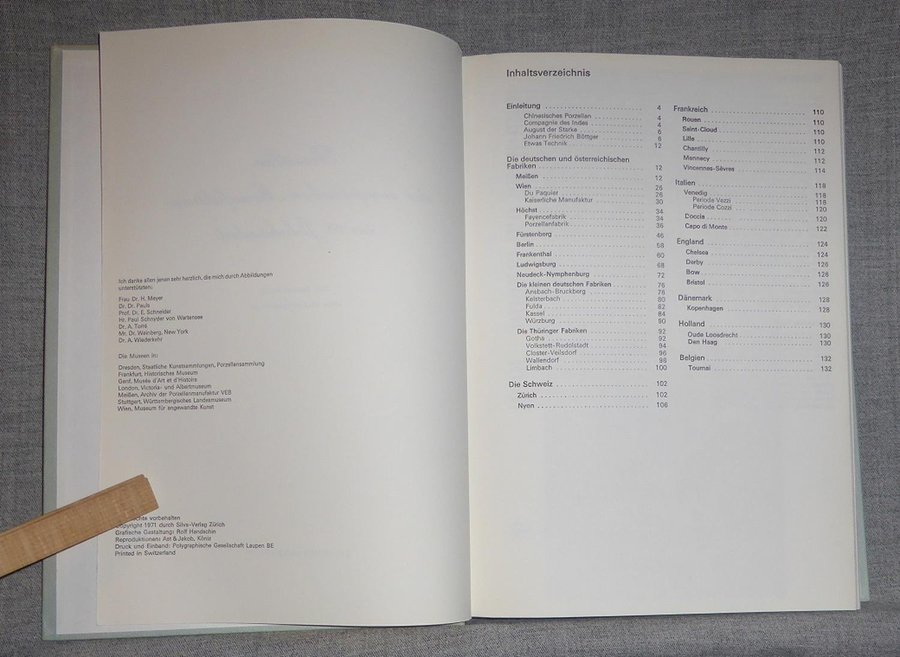 Ich danke allen jenen sehr herzlich, die mich durch Abbildungen
unterstützten:
Frau Dr. H. Meyer
Dr. Dr. Pauls
Prof. Dr. E. Schneider
Hr. Paul Schnyder von Wartensee
Dr. A. Torré
Mr. Dr. Weinberg, New York
Dr. A. Wiederkehr
Die Museen in:
Dresden, Staatliche Kunstsammlungen, Porzellansammlung
Frankfurt, Historisches Museum
Genf, Musée d'Art et d'Histoire
London, Victoria- und Albertmuseum
Meißen, Archiv der Porzellanmanufaktur VEB
Stuttgart, Württembergisches Landesmuseum
Wien, Museum für angewandte Kunst
vorbehalten
Copyright 1971 durch Silva-Verlag Zürich
Grafische Gestaltung: Rolf Handschin
Reproduktionen: Ast & Jakob, Köniz
Druck und Einband: Polygraphische Gesellschaft Laupen BE
Printed in Switzerland
Inhaltsverzeichnis
Einleitung 4
Chinesisches Porzellan 4
Compagnie des Indes 4
August der Starke 6
Johann Friedrich Böttger 6
Etwas Technik 12
Die deutschen und österreichischen
Fabriken 12
Meißen 12
Wien 26
Du Paquier 26
Kaiserliche Manufaktur 30
Höchst 34
Fayencefabrik 34
Porzellanfabrik 36
Fürstenberg 46
Berlin 58
Frankenthal 60
Ludwigsburg 68
Neudeck-Nymphenburg 72
Die kleinen deutschen Fabriken 76
Ansbach-Bruckberg 78
Kelsterbach 80
Fulda 82
Kassel 84
Würzburg 90
Die Thüringer Fabriken 92
Gotha 92
Volkstedt-Rudolstadt 94
Closter-Veilsdorf 96
Wallendorf 98
Limbach 100
Die Schweiz 102
Zürich 102
Nyon 106
Frankreich 110
Rouen 110
Saint-Cloud 110
Lille 110
Chantilly 112
Mennecy 112
Vincennes-Sèvres 114
Italien 118
Venedig 118
Periode Vezzi 118
Periode Cozzi 120
Doccia 120
Capo di Monte 122
England 124
Chelsea 124
Derby 126
Bow 126
Bristol 126
Dänemark 128
Kopenhagen 128
Holland 130
Oude Loosdrecht 130
Den Haag 130
Belgien 132
Tournai 132